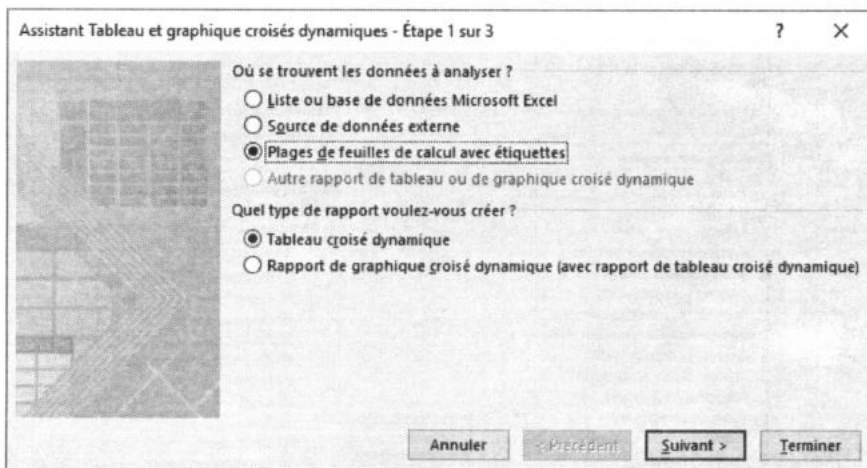 Assistant Tableau et graphique croisés dynamiques - Étape 1 sur 3 ? ×
Où se trouvent les données à analyser ?
Liste ou base de données Microsoft Excel
Source de données externe
Plages de feuilles de calcul avec étiquettes
Autre rapport de tableau ou de graphique croisé dynamique
Quel type de rapport voulez-vous créer ?
Tableau croisé dynamique
Rapport de graphique croisé dynamique (avec rapport de tableau croisé dynamique)
Annuler < Précédent Suivant > Terminer